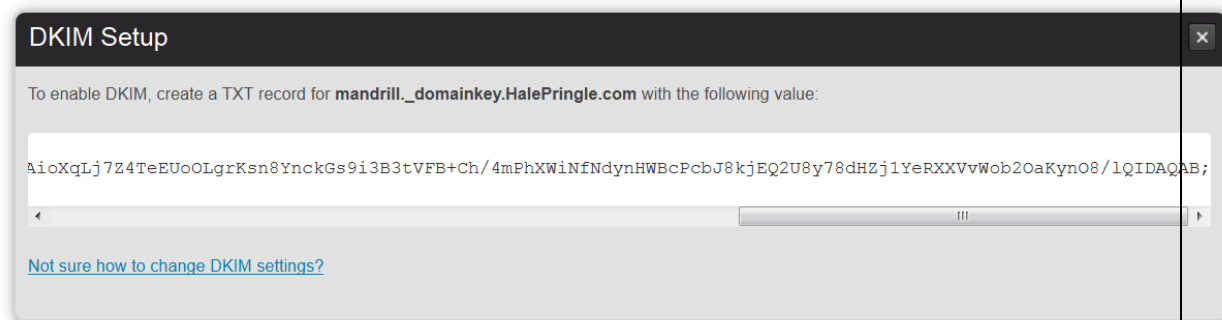 DKIM Setup
To enable DKIM, create a TXT record for mandrill._domainkey.HalePringle.com with the following value:
AioXqLj7Z4TeEUoOLgrKsn8YnckGs9i3B3tVFB+Ch/4mPhXWiNfNdynHWBcPcbJ8kjEQ2U8y78dHZj1YeRXXVvWob2OaKynO8/lQIDAQAB;
Not sure how to change DKIM settings?